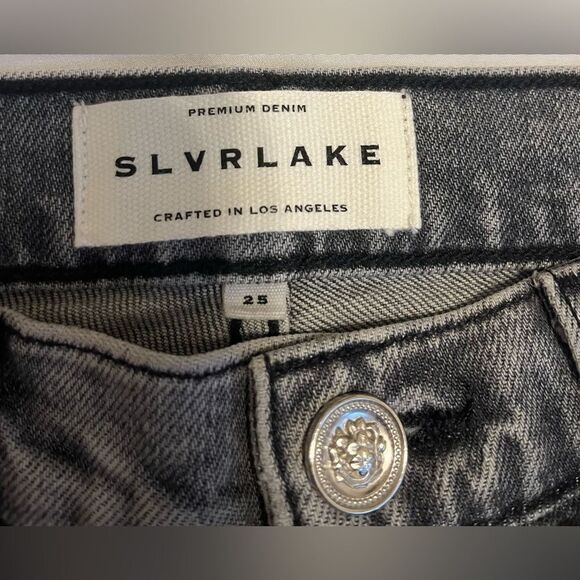 PREMIUM DENIM
SLVRLAKE
CRAFTED IN LOS ANGELES
25